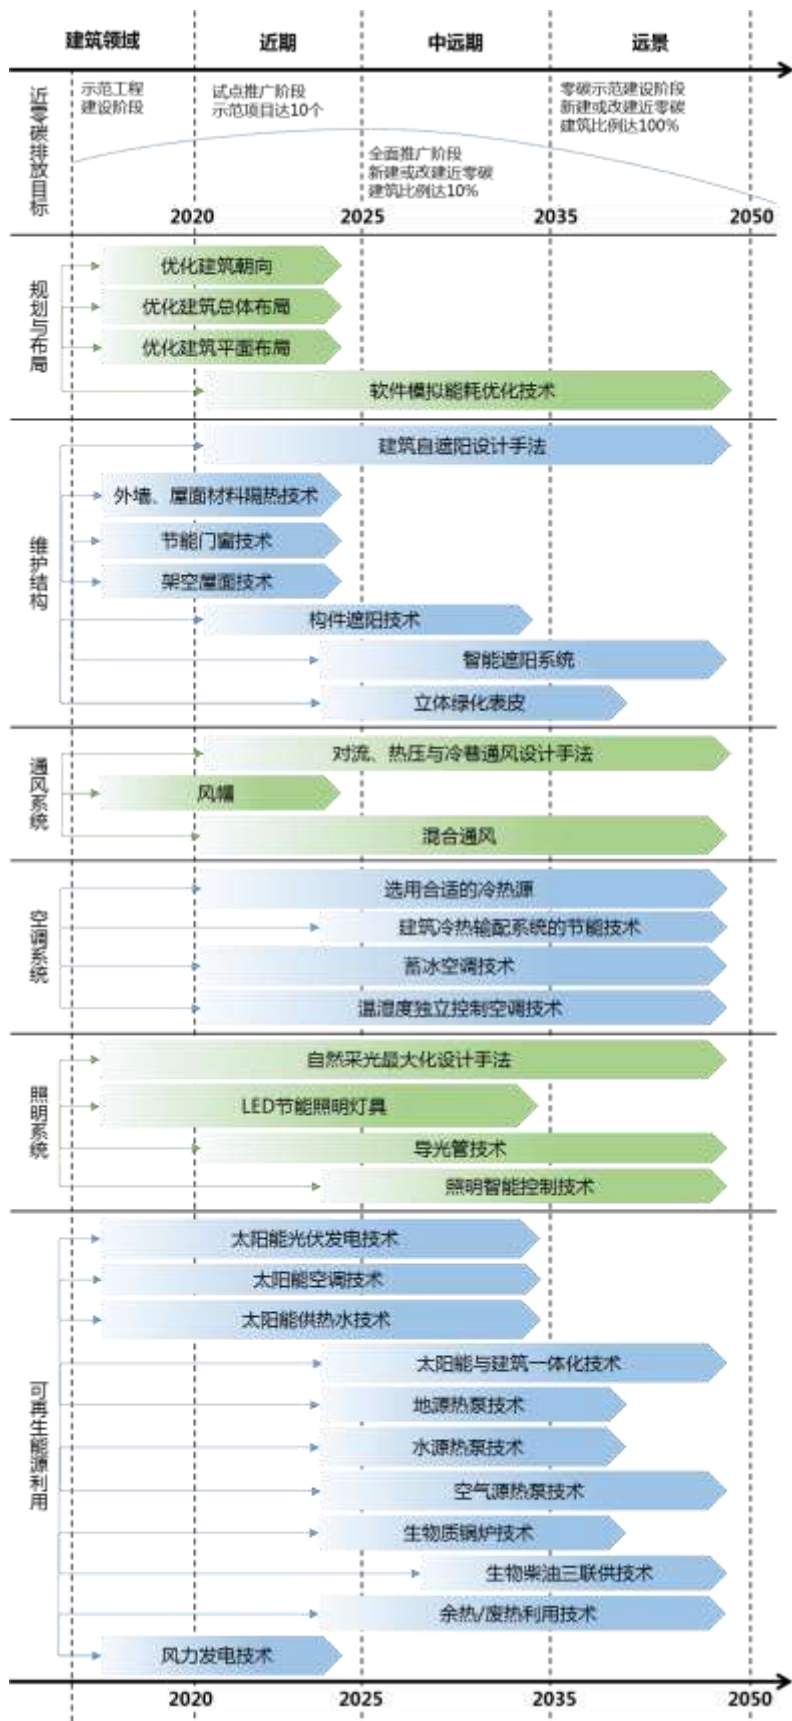 建筑领域
近期
中远期
远景
近零碳排放目标
示范工程
建设阶段
试点推广阶段
示范项目达10个
全面推广阶段
新建或改建近零碳
建筑比例达10%
零碳示范建设阶段
新建或改建近零碳
建筑比例达100%
2020
2025
2035
2050
规划与布局
优化建筑朝向
优化建筑总体布局
优化建筑平面布局
软件模拟能耗优化技术
维护结构
建筑自遮阳设计手法
外墙、屋面材料隔热技术
节能门窗技术
架空屋面技术
构件遮阳技术
智能遮阳系统
立体绿化表皮
通风系统
对流、热压与冷巷通风设计手法
风帽
混合通风
空调系统
选用合适的冷热源
建筑冷热输配系统的节能技术
蓄冰空调技术
温湿度独立控制空调技术
照明系统
自然采光最大化设计手法
LED节能照明灯具
导光管技术
照明智能控制技术
可再生能源利用
太阳能光伏发电技术
太阳能空调技术
太阳能供热水技术
太阳能与建筑一体化技术
地源热泵技术
水源热泵技术
空气源热泵技术
生物质锅炉技术
生物柴油三联供技术
余热/废热利用技术
风力发电技术
2020
2025
2035
2050